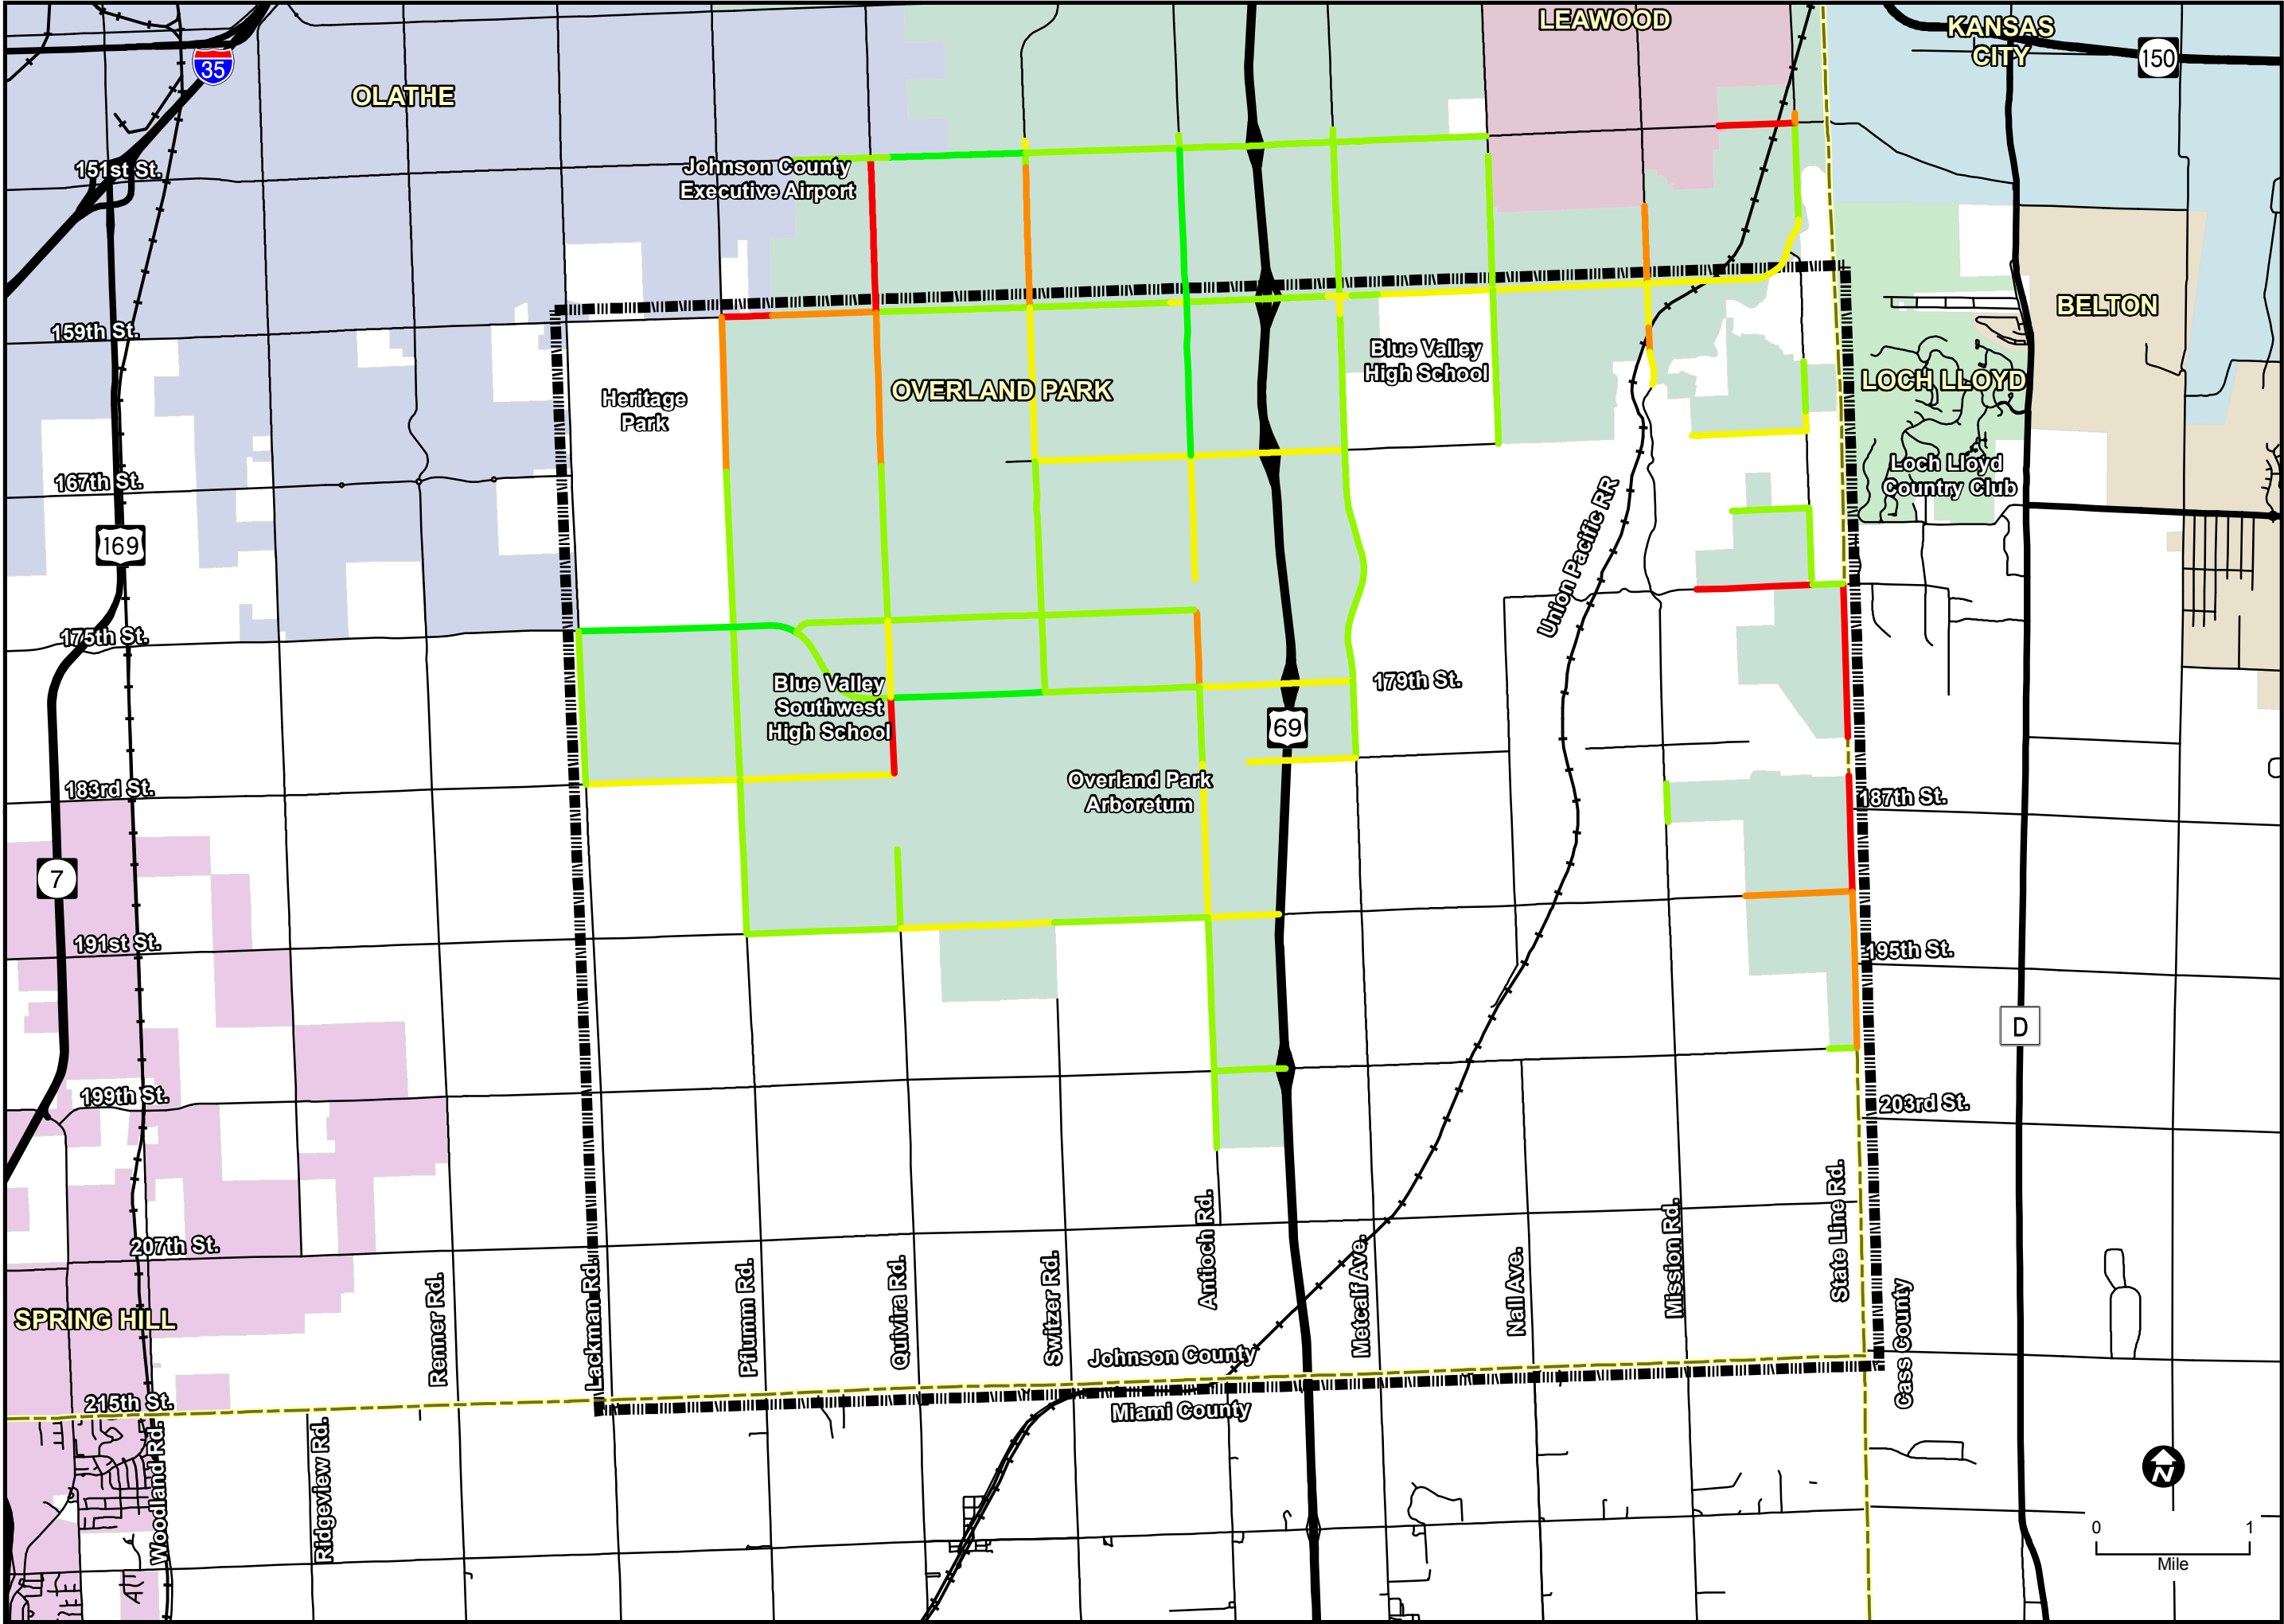 LEAWOOD
KANSAS
CITY
150
35
OLATHE
151st St.
Johnson County
Executive Airport
159th St.
BELTON
Blue Valley
High School
OVERLAND PARK
LOCH LLOYD
Heritage
Park
167th St.
Loch Lloyd
Country Club
Union Pacific RR
169
175th St.
Blue Valley
Southwest
High School
179th St.
69
183rd St.
Overland Park
Arboretum
187th St.
7
191st St.
195th St.
D
199th St.
203rd St.
207th St.
SPRING HILL
Renner Rd.
Lackman Rd.
Pflumm Rd.
Quivira Rd.
Switzer Rd.
Antioch Rd.
Metcalf Ave.
Nall Ave.
Mission Rd.
State Line Rd.
Cass County
Johnson County
Miami County
215th St.
Woodland Rd.
Ridgeview Rd.
N
0 1
Mile